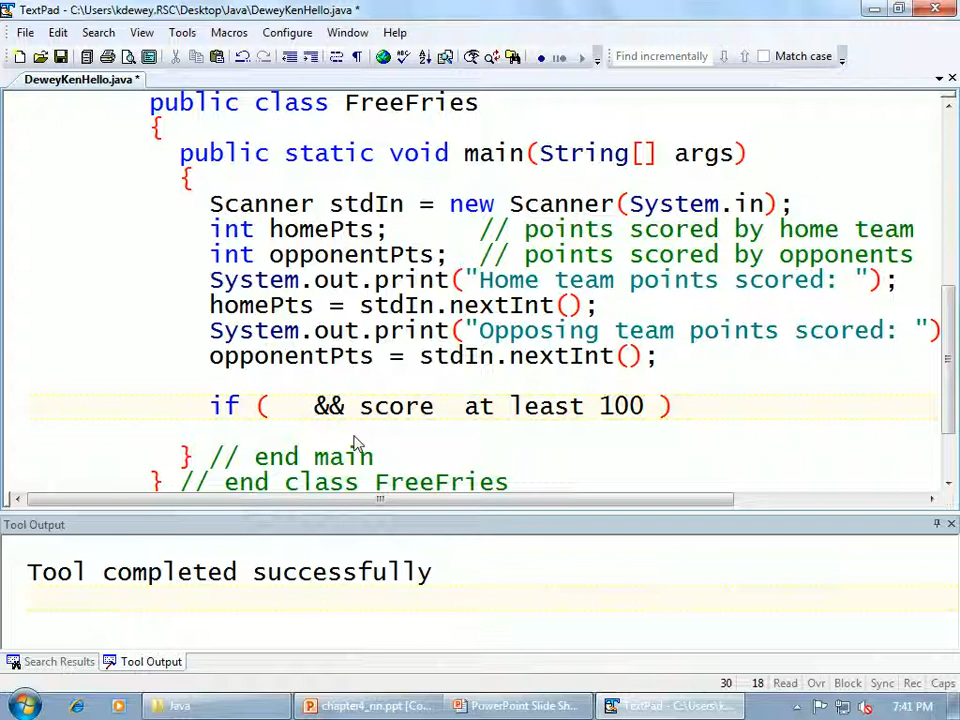 TextPad - C:\Users\kdewey.RSC\Desktop\Java\DeweyKenHello.java *
File Edit Search View Tools Macros Configure Window Help
Find incrementally Match case
DeweyKenHello.java *
public class FreeFries
{
public static void main(String[] args)
{
Scanner stdIn = new Scanner(System.in);
int homePts; // points scored by home team
int opponentPts; // points scored by opponents
System.out.print("Home team points scored: ");
homePts = stdIn.nextInt();
System.out.print("Opposing team points scored: ")
opponentPts = stdIn.nextInt();
if ( && score at least 100 )
} // end main
} // end class FreeFries
Tool Output
Tool completed successfully
Search Results Tool Output
30 18 Read Ovr Block Sync Rec Caps
Java chapter4_nn.ppt [Co... PowerPoint Slide Sh... TextPad - C:\Users\k... 7:41 PM